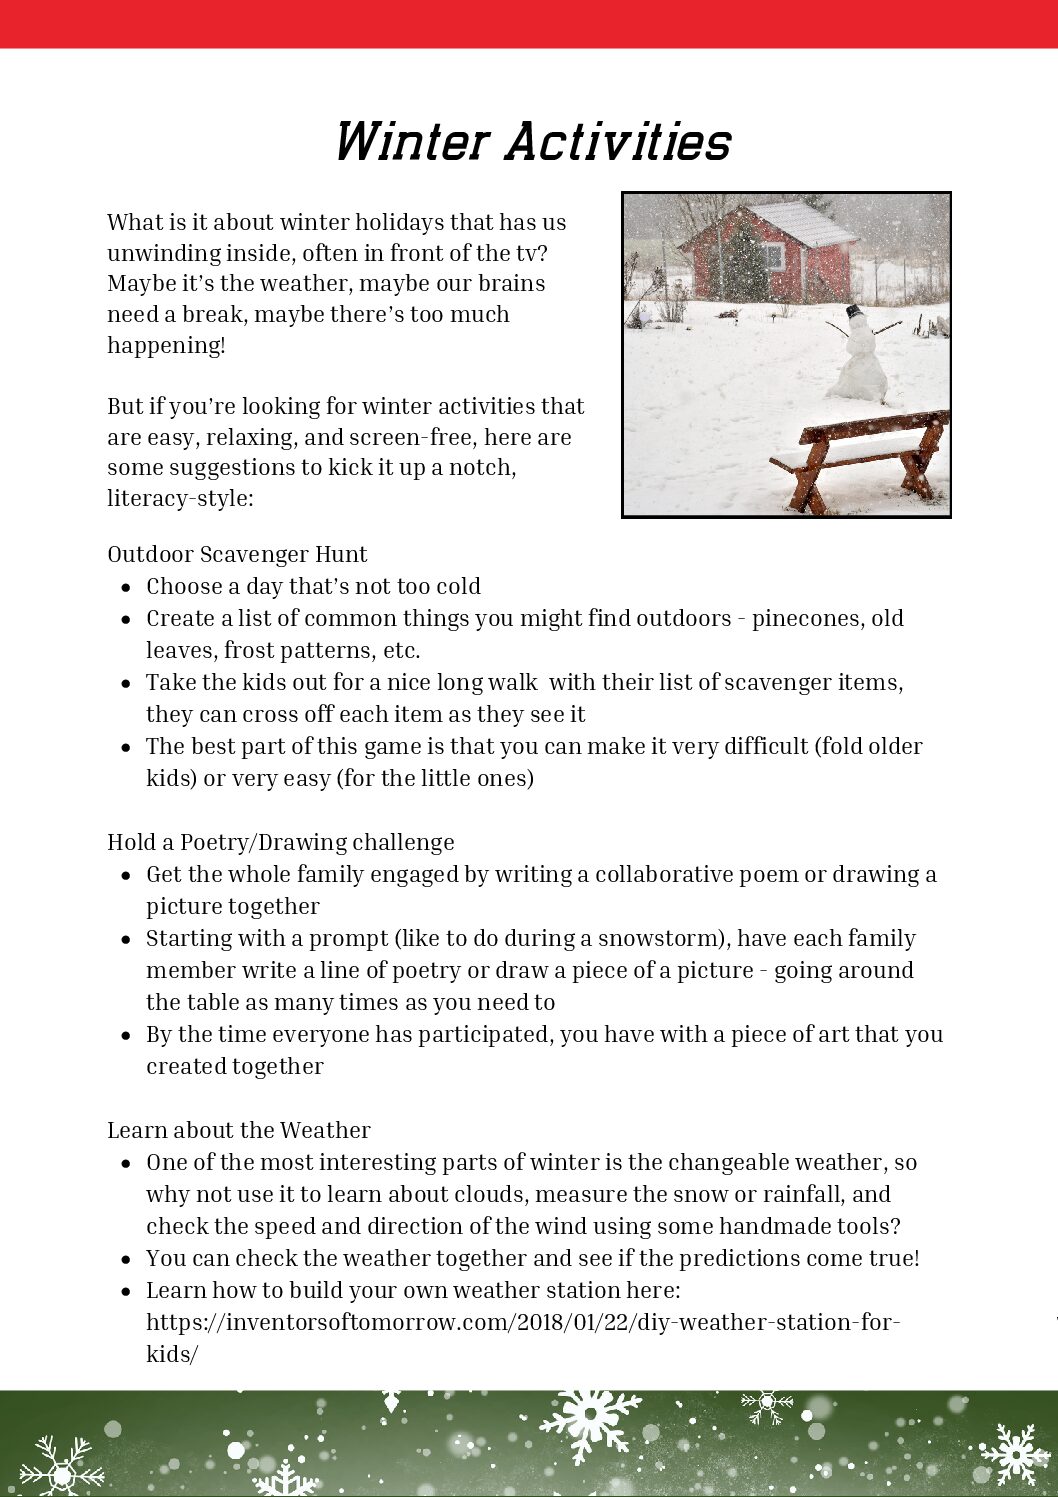 Winter Activities
What is it about winter holidays that has us
unwinding inside, often in front of the tv?
Maybe it's the weather, maybe our brains
need a break, maybe there's too much
happening!
But if you're looking for winter activities that
are easy, relaxing, and screen-free, here are
some suggestions to kick it up a notch,
literacy-style:
Outdoor Scavenger Hunt
• Choose a day that's not too cold
• Create a list of common things you might find outdoors - pinecones, old
leaves, frost patterns, etc.
• Take the kids out for a nice long walk  with their list of scavenger items,
they can cross off each item as they see it
• The best part of this game is that you can make it very difficult (fold older
kids) or very easy (for the little ones)
Hold a Poetry/Drawing challenge
• Get the whole family engaged by writing a collaborative poem or drawing a
picture together
• Starting with a prompt (like to do during a snowstorm), have each family
member write a line of poetry or draw a piece of a picture - going around
the table as many times as you need to
• By the time everyone has participated, you have with a piece of art that you
created together
Learn about the Weather
• One of the most interesting parts of winter is the changeable weather, so
why not use it to learn about clouds, measure the snow or rainfall, and
check the speed and direction of the wind using some handmade tools?
• You can check the weather together and see if the predictions come true!
• Learn how to build your own weather station here:
https://inventorsoftomorrow.com/2018/01/22/diy-weather-station-for-
kids/